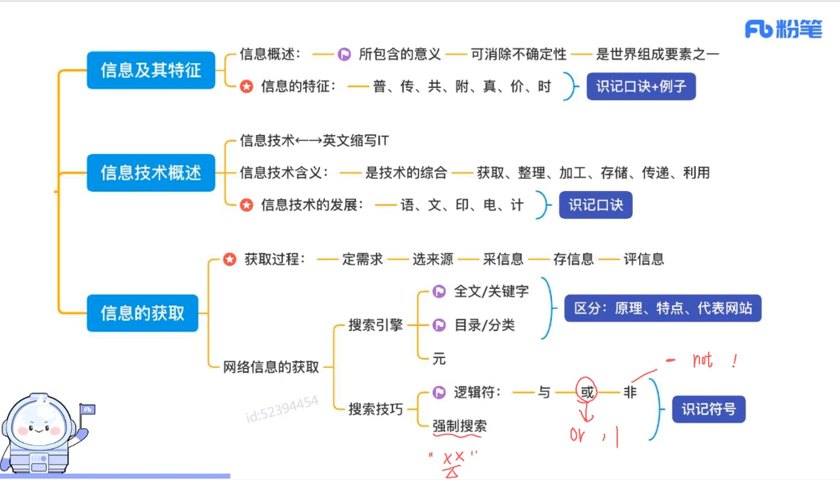 粉笔
信息及其特征
信息概述： 所包含的意义 可消除不确定性 是世界组成要素之一
信息的特征： 普、传、共、附、真、价、时 识记口诀+例子
信息技术概述
信息技术←→英文缩写IT
信息技术含义： 是技术的综合 获取、整理、加工、存储、传递、利用
信息技术的发展： 语、文、印、电、计 识记口诀
信息的获取
获取过程： 定需求 选来源 采信息 存信息 评信息
网络信息的获取
搜索引擎
全文/关键字
目录/分类
元
区分：原理、特点、代表网站
搜索技巧
逻辑符： 与 或 非
- not !
or , |
强制搜索
"xx"
识记符号
id:52394454